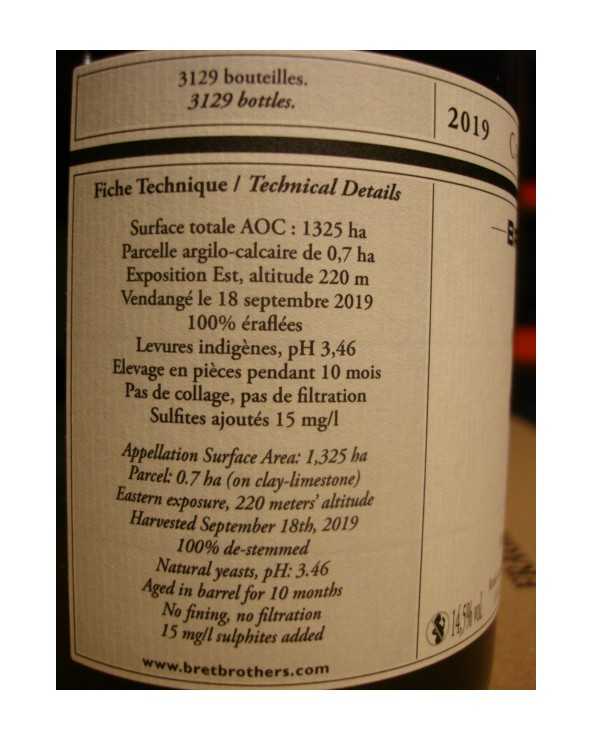 3129 bouteilles.
3129 bottles.
2019
Fiche Technique / Technical Details
Surface totale AOC : 1325 ha
Parcelle argilo-calcaire de 0,7 ha
Exposition Est, altitude 220 m
Vendangé le 18 septembre 2019
100% éraflées
Levures indigènes, pH 3,46
Elevage en pièces pendant 10 mois
Pas de collage, pas de filtration
Sulfites ajoutés 15 mg/l
Appellation Surface Area: 1,325 ha
Parcel: 0.7 ha (on clay-limestone)
Eastern exposure, 220 meters' altitude
Harvested September 18th, 2019
100% de-stemmed
Natural yeasts, pH: 3.46
Aged in barrel for 10 months
No fining, no filtration
15 mg/l sulphites added
www.bretbrothers.com
14,5% vol.